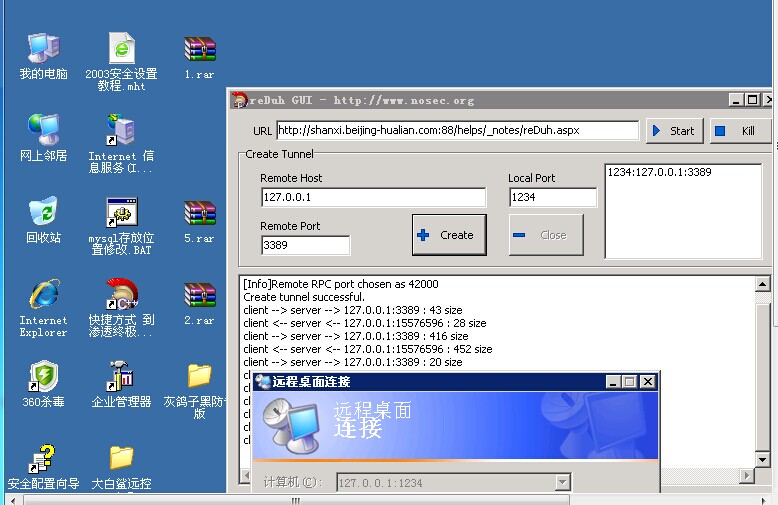 我的电脑
2003安全设置
教程.mht
1.rar
网上邻居
Internet 信
息服务(I...
回收站
mysql存放位
置修改.BAT
5.rar
Internet
Explorer
快捷方式 到
渗透终极...
2.rar
360杀毒
企业管理器
灰鸽子黑防专
版
安全配置向导
大白鲨远控
reDuh GUI - http://www.nosec.org
URL
http://shanxi.beijing-hualian.com:88/helps/_notes/reDuh.aspx
Start
Kill
Create Tunnel
Remote Host
127.0.0.1
Local Port
1234
1234:127.0.0.1:3389
Remote Port
3389
Create
Close
[Info]Remote RPC port chosen as 42000
Create tunnel successful.
client --> server --> 127.0.0.1:3389 : 43 size
client <-- server <-- 127.0.0.1:15576596 : 28 size
client --> server --> 127.0.0.1:3389 : 416 size
client <-- server <-- 127.0.0.1:15576596 : 452 size
client --> server --> 127.0.0.1:3389 : 20 size
远程桌面连接
远程桌面
连接
计算机(C):
127.0.0.1:1234